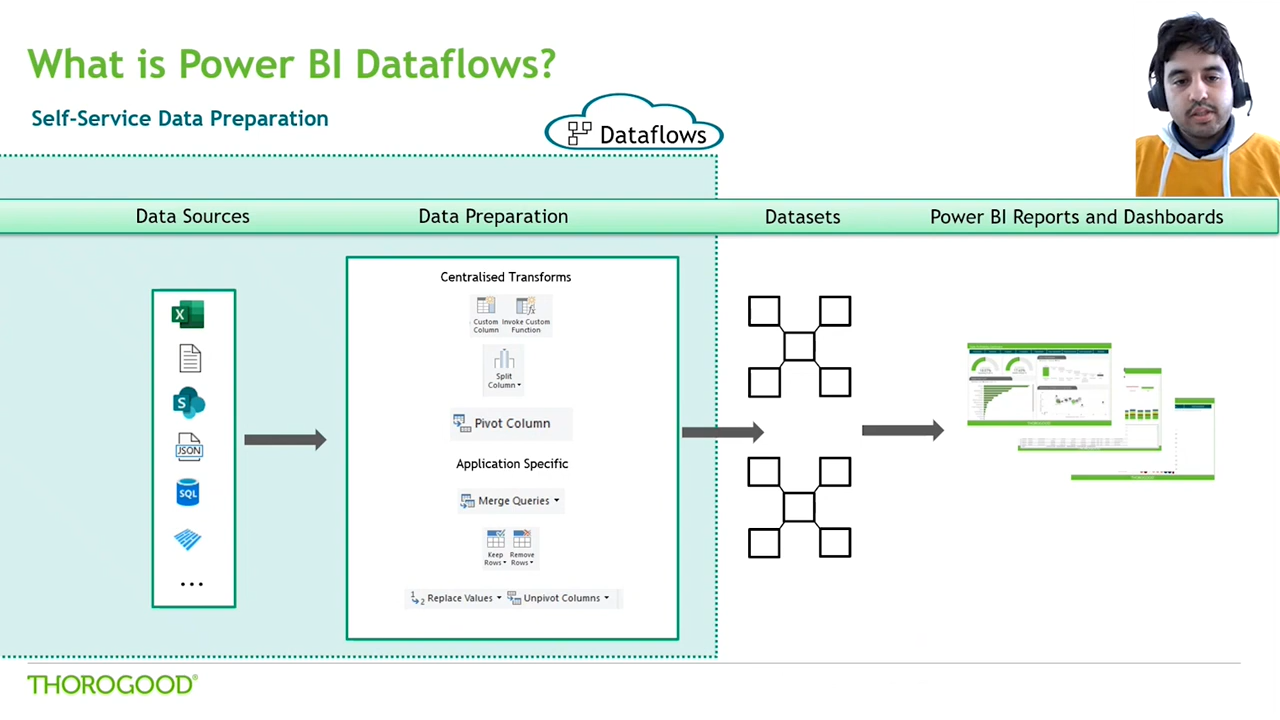 What is Power BI Dataflows?
Self-Service Data Preparation
Dataflows
Data Sources
Data Preparation
Datasets
Power BI Reports and Dashboards
Centralised Transforms
Custom Column
Invoke Custom Function
Split Column
Pivot Column
Application Specific
Merge Queries
Keep Rows
Remove Rows
Replace Values
Unpivot Columns
X
S
JSON
SQL
...
THOROGOOD®